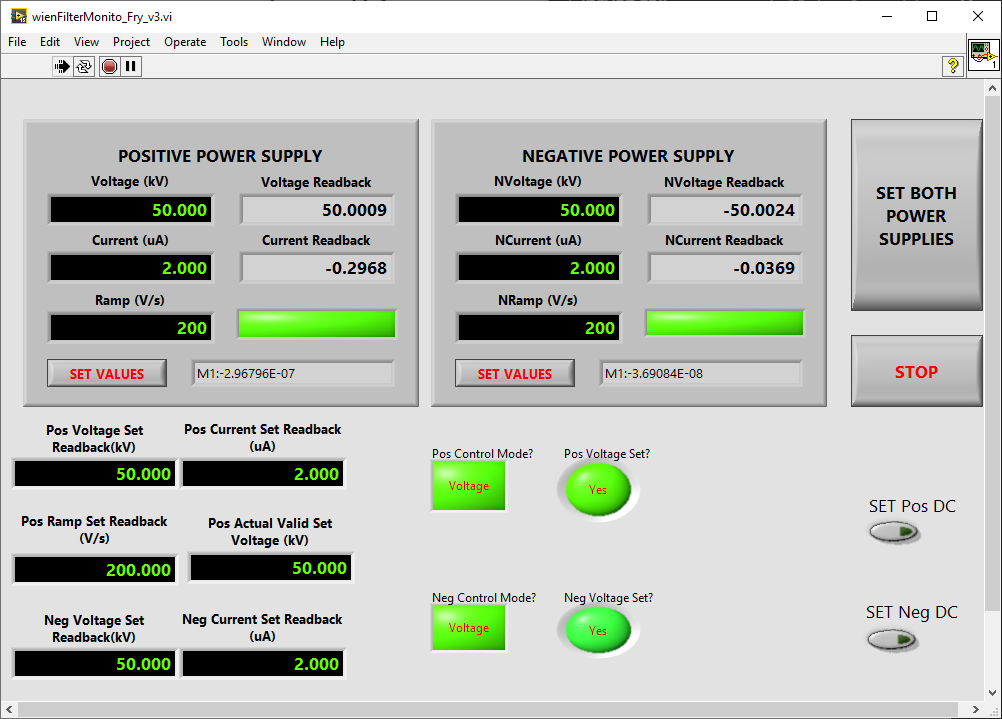 wienFilterMonito_Fry_v3.vi
File Edit View Project Operate Tools Window Help
?
1
POSITIVE POWER SUPPLY
Voltage (kV)
Voltage Readback
50.000
50.0009
Current (uA)
Current Readback
2.000
-0.2968
Ramp (V/s)
200
SET VALUES
M1:-2.96796E-07
NEGATIVE POWER SUPPLY
NVoltage (kV)
NVoltage Readback
50.000
-50.0024
NCurrent (uA)
NCurrent Readback
2.000
-0.0369
NRamp (V/s)
200
SET VALUES
M1:-3.69084E-08
SET BOTH
POWER
SUPPLIES
STOP
Pos Voltage Set
Readback(kV)
50.000
Pos Current Set Readback
(uA)
2.000
Pos Ramp Set Readback
(V/s)
200.000
Pos Actual Valid Set
Voltage (kV)
50.000
Neg Voltage Set
Readback(kV)
50.000
Neg Current Set Readback
(uA)
2.000
Pos Control Mode?
Voltage
Pos Voltage Set?
Yes
Neg Control Mode?
Voltage
Neg Voltage Set?
Yes
SET Pos DC
SET Neg DC